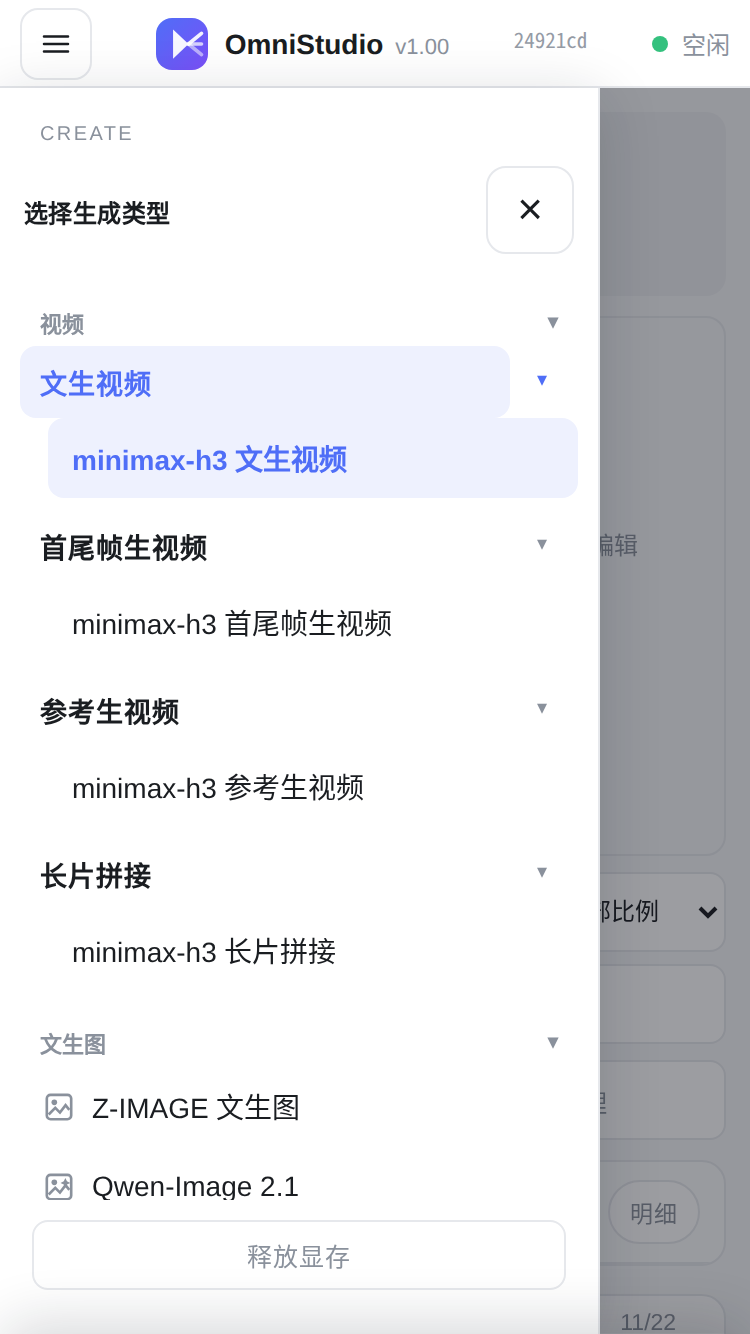 OmniStudio v1.00 24921cd 空闲
CREATE
选择生成类型
视频
文生视频
minimax-h3 文生视频
首尾帧生视频
编辑
minimax-h3 首尾帧生视频
参考生视频
minimax-h3 参考生视频
长片拼接
部比例
minimax-h3 长片拼接
文生图
Z-IMAGE 文生图
Qwen-Image 2.1
明细
释放显存
11/22